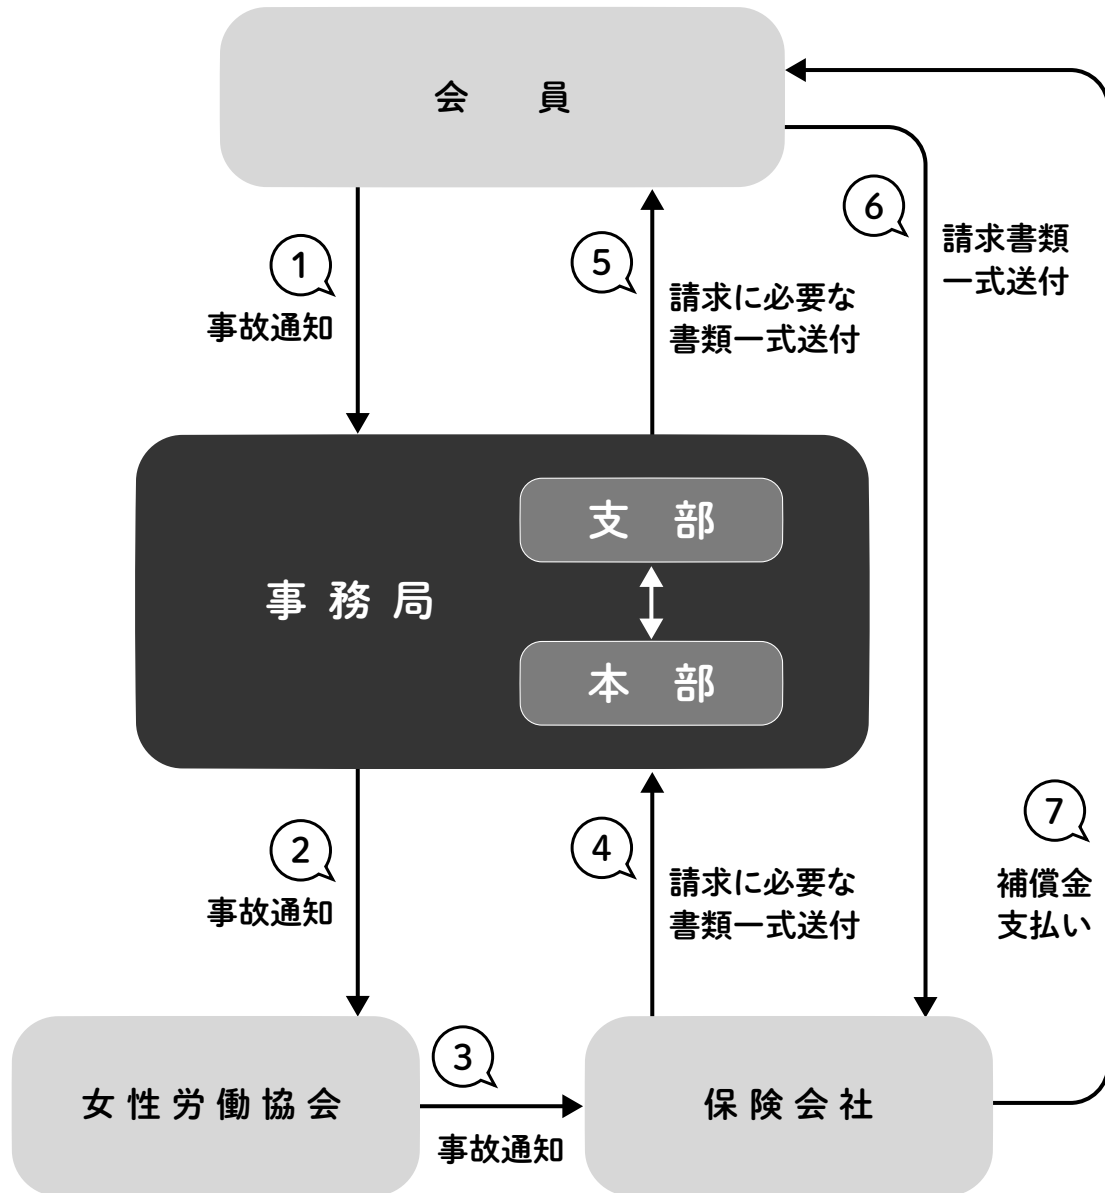 会員
1
事故通知
5
請求に必要な
書類一式送付
6
請求書類
一式送付
事務局
支部
本部
2
事故通知
4
請求に必要な
書類一式送付
7
補償金
支払い
女性労働協会
3
事故通知
保険会社